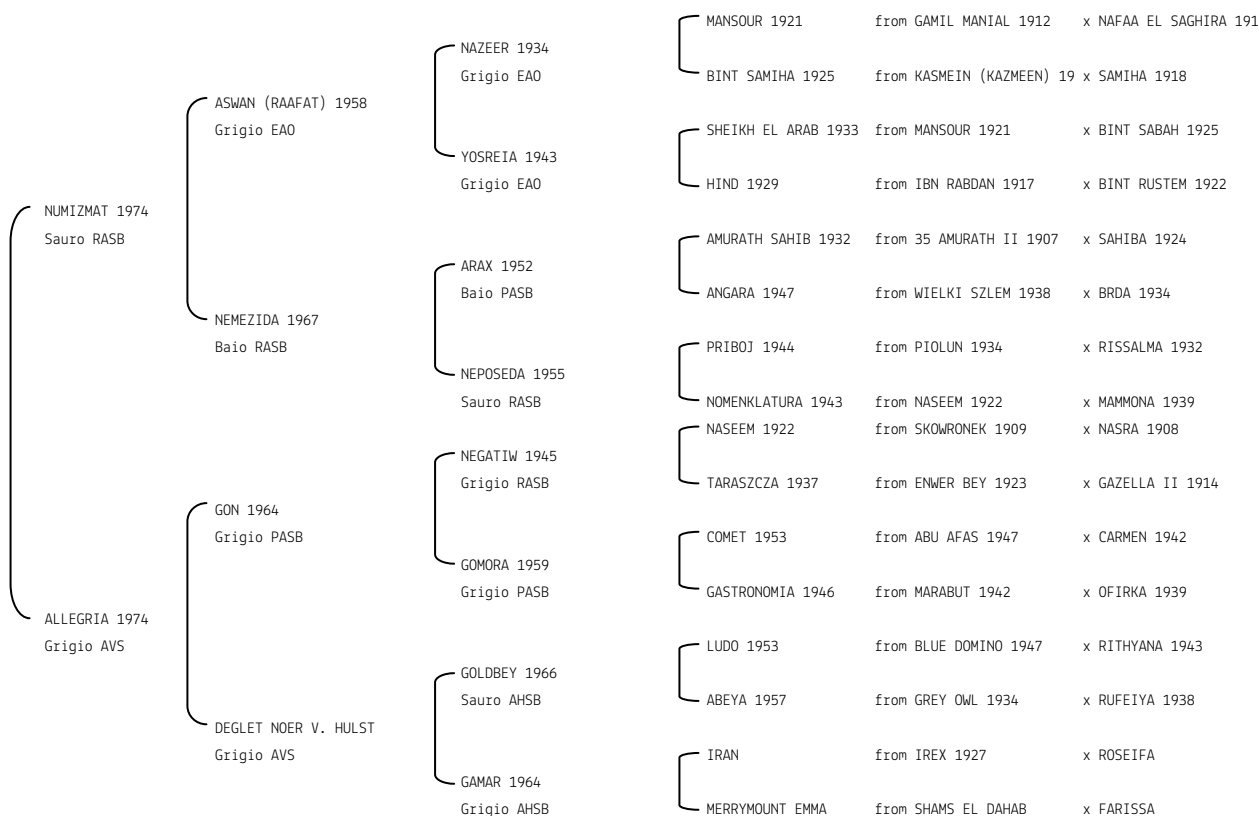 MANSOUR 1921 from GAMIL MANIAL 1912 x NAFAA EL SAGHIRA 191
NAZEER 1934
Grigio EAO BINT SAMIHA 1925 from KASMEIN (KAZMEEN) 19 x SAMIHA 1918
ASWAN (RAAFAT) 1958
Grigio EAO SHEIKH EL ARAB 1933 from MANSOUR 1921 x BINT SABAH 1925
YOSREIA 1943
Grigio EAO HIND 1929 from IBN RABDAN 1917 x BINT RUSTEM 1922
NUMIZMAT 1974
Sauro RASB AMURATH SAHIB 1932 from 35 AMURATH II 1907 x SAHIBA 1924
ARAX 1952
Baio PASB ANGARA 1947 from WIELKI SZLEM 1938 x BRDA 1934
NEMEZIDA 1967
Baio RASB PRIBOJ 1944 from PIOLUN 1934 x RISSALMA 1932
NEPOSEDA 1955
Sauro RASB NOMENKLATURA 1943 from NASEEM 1922 x MAMMONA 1939
NASEEM 1922 from SKOWRONEK 1909 x NASRA 1908
NEGATIW 1945
Grigio RASB TARASZCZA 1937 from ENWER BEY 1923 x GAZELLA II 1914
GON 1964
Grigio PASB COMET 1953 from ABU AFAS 1947 x CARMEN 1942
GOMORA 1959
Grigio PASB GASTRONOMIA 1946 from MARABUT 1942 x OFIRKA 1939
ALLEGRIA 1974
Grigio AVS LUDO 1953 from BLUE DOMINO 1947 x RITHYANA 1943
GOLDBEY 1966
Sauro AHSB ABEYA 1957 from GREY OWL 1934 x RUFEIYA 1938
DEGLET NOER V. HULST
Grigio AVS IRAN from IREX 1927 x ROSEIFA
GAMAR 1964
Grigio AHSB MERRYMOUNT EMMA from SHAMS EL DAHAB x FARISSA